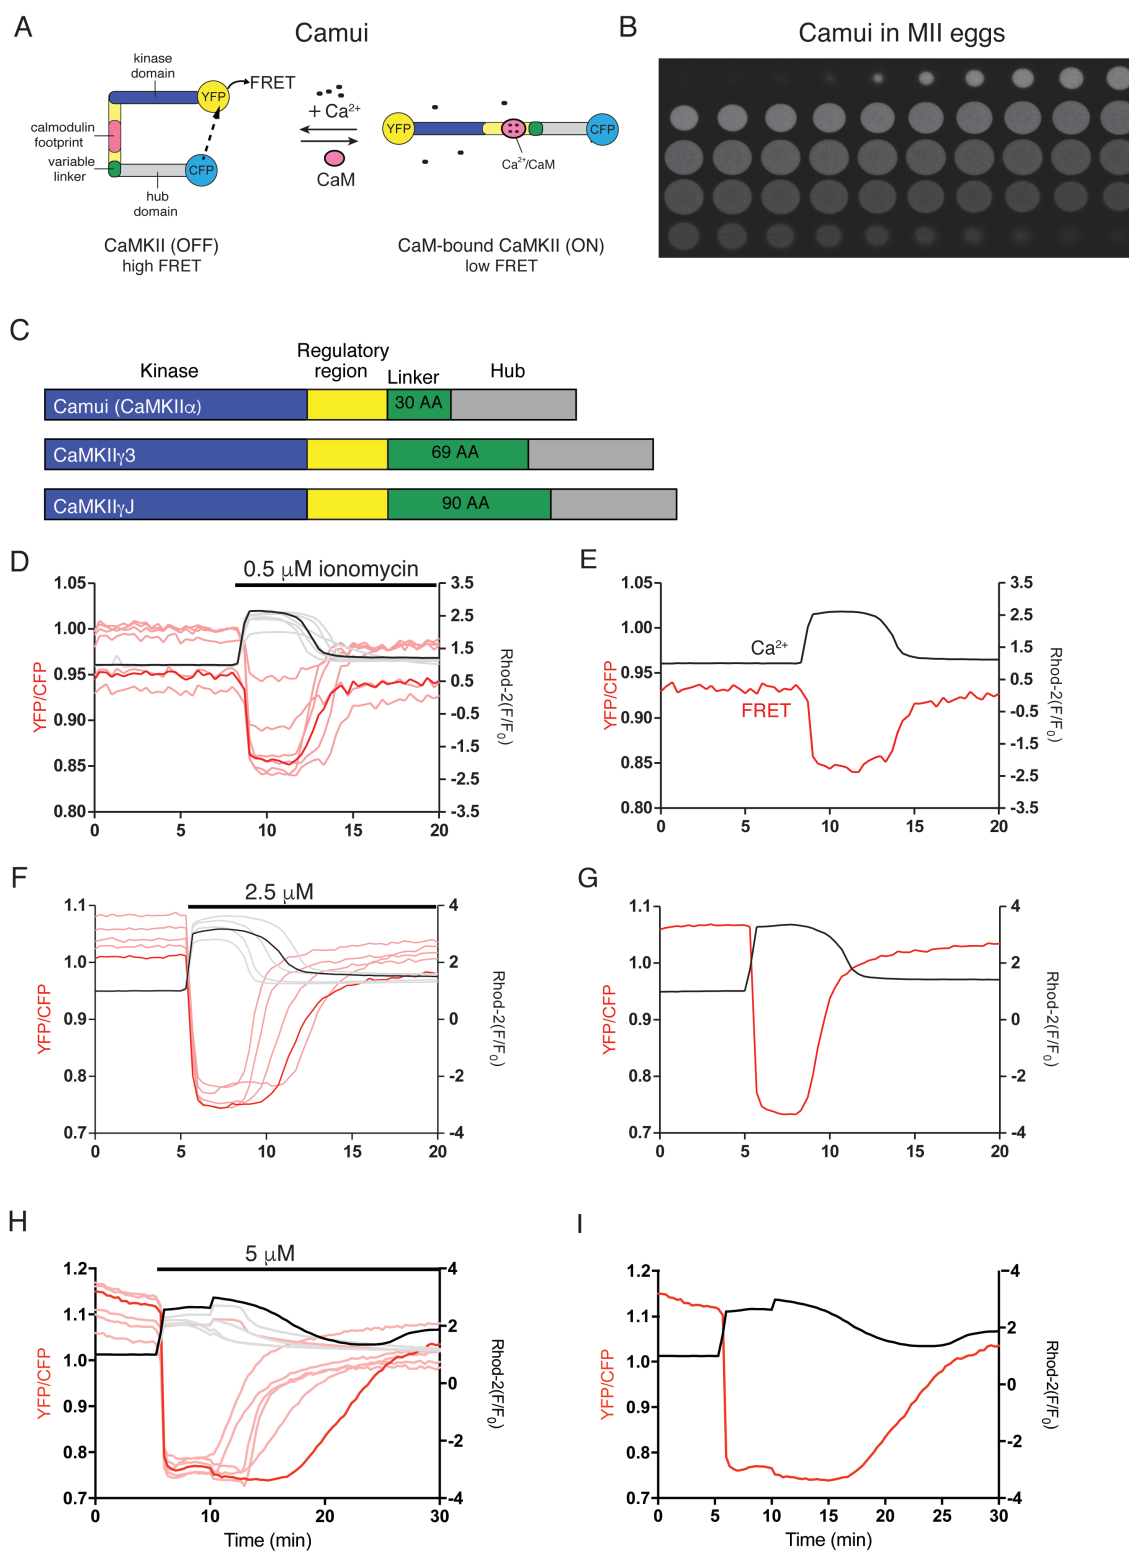 A
Camui
kinase
domain
FRET
YFP
calmodulin
footprint
variable
linker
CFP
hub
domain
+ Ca²⁺
CaM
YFP
CFP
Ca²⁺/CaM
CaMKII (OFF)
high FRET
CaM-bound CaMKII (ON)
low FRET
B
Camui in MII eggs
C
Kinase
Regulatory
region
Linker
Hub
Camui (CaMKIIα)
30 AA
CaMKIIγ3
69 AA
CaMKIIγJ
90 AA
D
0.5 μM ionomycin
1.05
1.00
0.95
0.90
0.85
0.80
YFP/CFP
3.5
2.5
1.5
0.5
-0.5
-1.5
-2.5
-3.5
Rhod-2(F/F₀)
0 5 10 15 20
E
1.05
1.00
0.95
0.90
0.85
0.80
YFP/CFP
Ca²⁺
FRET
3.5
2.5
1.5
0.5
-0.5
-1.5
-2.5
-3.5
Rhod-2(F/F₀)
0 5 10 15 20
F
2.5 μM
1.1
1.0
0.9
0.8
0.7
YFP/CFP
4
2
0
-2
-4
Rhod-2(F/F₀)
0 5 10 15 20
G
1.1
1.0
0.9
0.8
0.7
YFP/CFP
4
2
0
-2
-4
Rhod-2(F/F₀)
0 5 10 15 20
H
5 μM
1.2
1.1
1.0
0.9
0.8
0.7
YFP/CFP
4
2
0
-2
-4
Rhod-2(F/F₀)
0 10 20 30
Time (min)
I
1.2
1.1
1.0
0.9
0.8
0.7
YFP/CFP
4
2
0
-2
-4
Rhod-2(F/F₀)
0 5 10 15 20 25 30
Time (min)